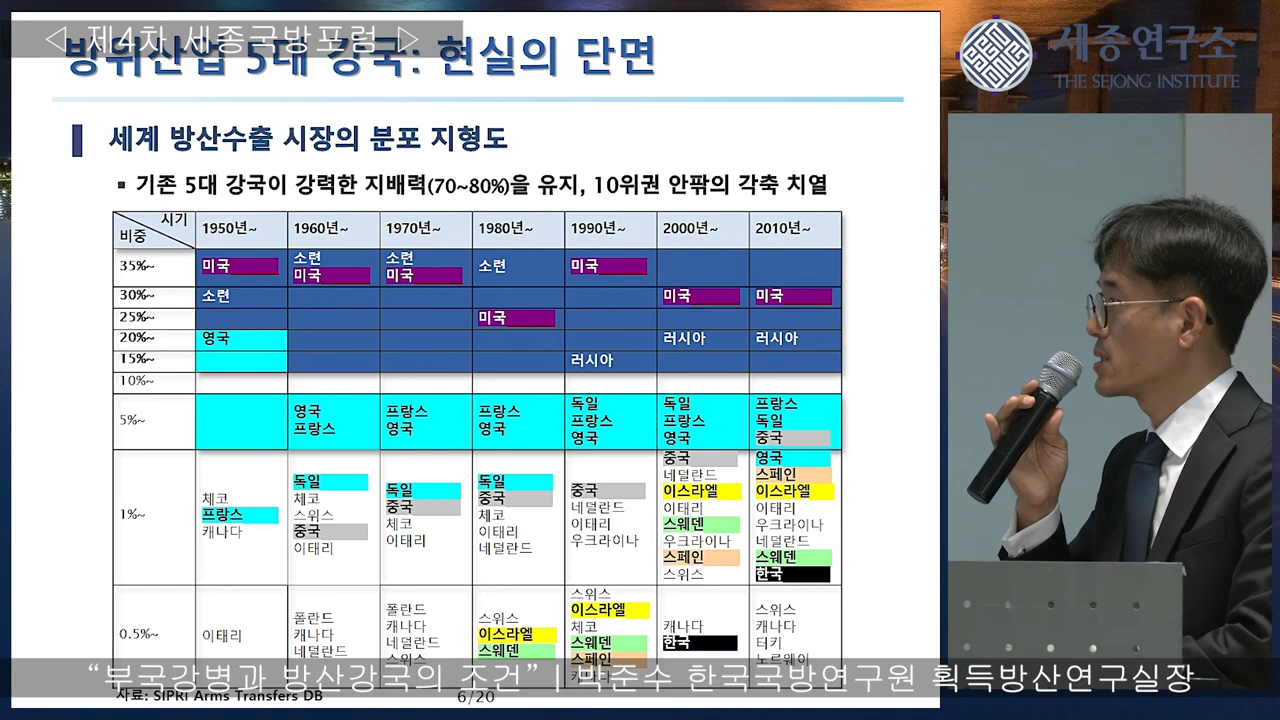 ◁ 제4차 세종국방포럼 ▷
방위산업 5대 강국: 현실의 단면
세종연구소
THE SEJONG INSTITUTE
세계 방산수출 시장의 분포 지형도
▪ 기존 5대 강국이 강력한 지배력(70~80%)을 유지, 10위권 안팎의 각축 치열
시기
비중
1950년~ 1960년~ 1970년~ 1980년~ 1990년~ 2000년~ 2010년~
35%~
미국
소련
미국
소련
미국
소련
미국
30%~
소련
미국
미국
25%~
미국
20%~
영국
러시아
러시아
15%~
러시아
10%~
5%~
영국
프랑스
프랑스
영국
프랑스
영국
독일
프랑스
영국
독일
프랑스
영국
프랑스
독일
중국
1%~
체코
프랑스
캐나다
독일
체코
스위스
중국
이태리
독일
중국
체코
이태리
독일
중국
체코
이태리
네덜란드
중국
네덜란드
이태리
우크라이나
중국
네덜란드
이스라엘
이태리
스웨덴
우크라이나
스페인
스위스
영국
스페인
이스라엘
이태리
우크라이나
네덜란드
스웨덴
한국
0.5%~
이태리
폴란드
캐나다
네덜란드
폴란드
캐나다
네덜란드
스위스
스위스
이스라엘
스웨덴
스위스
이스라엘
체코
스웨덴
스페인
캐나다
한국
스위스
캐나다
터키
노르웨이
“부국강병과 방산강국의 조건” | 박준수 한국국방연구원 획득방산연구실장
자료: SIPRI Arms Transfers DB
6/20